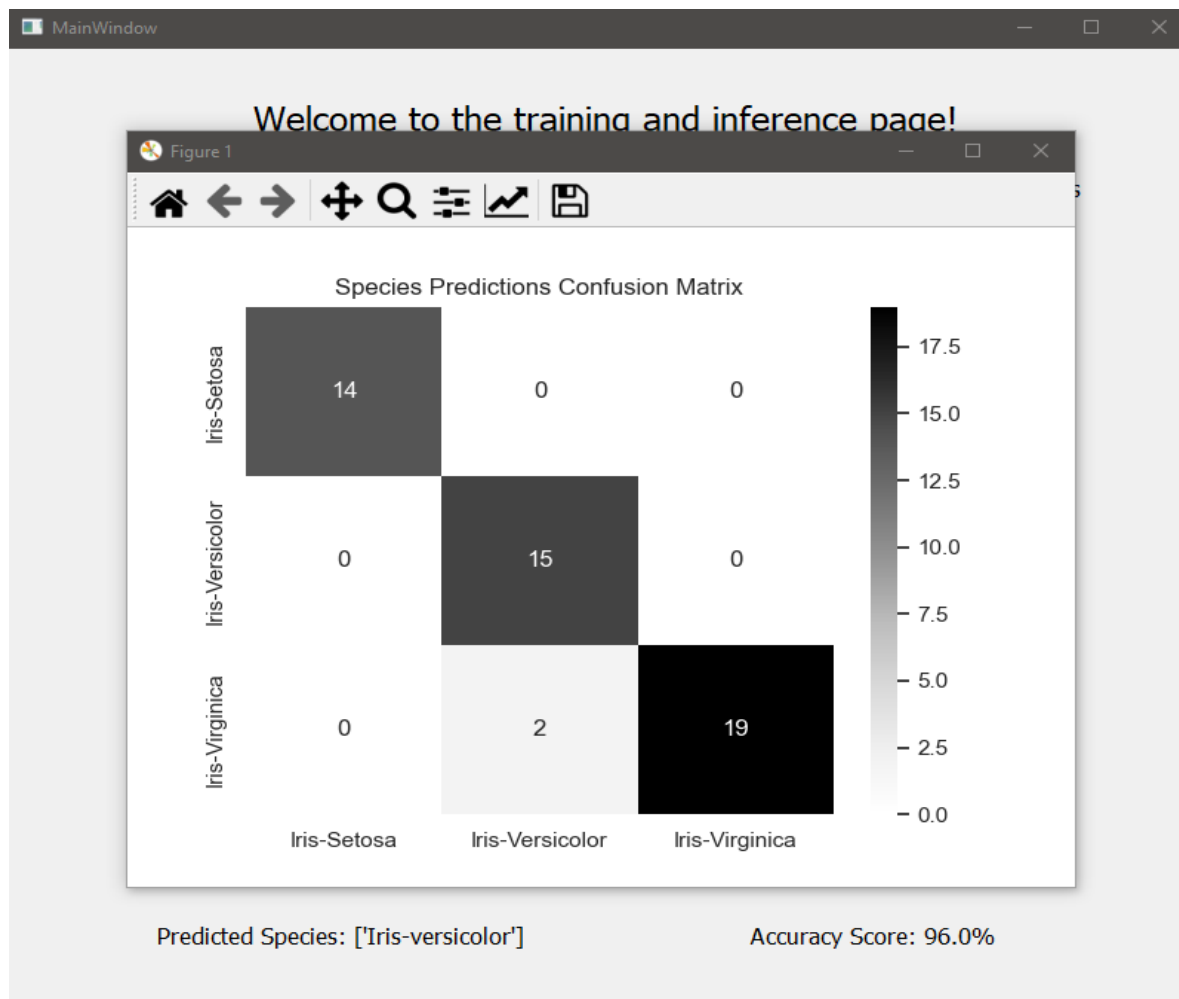 MainWindow
Welcome to the training and inference page!
Figure 1
s
Species Predictions Confusion Matrix
Iris-Setosa
14 0 0
Iris-Versicolor
0 15 0
Iris-Virginica
0 2 19
Iris-Setosa Iris-Versicolor Iris-Virginica
17.5
15.0
12.5
10.0
7.5
5.0
2.5
0.0
Predicted Species: ['Iris-versicolor'] Accuracy Score: 96.0%